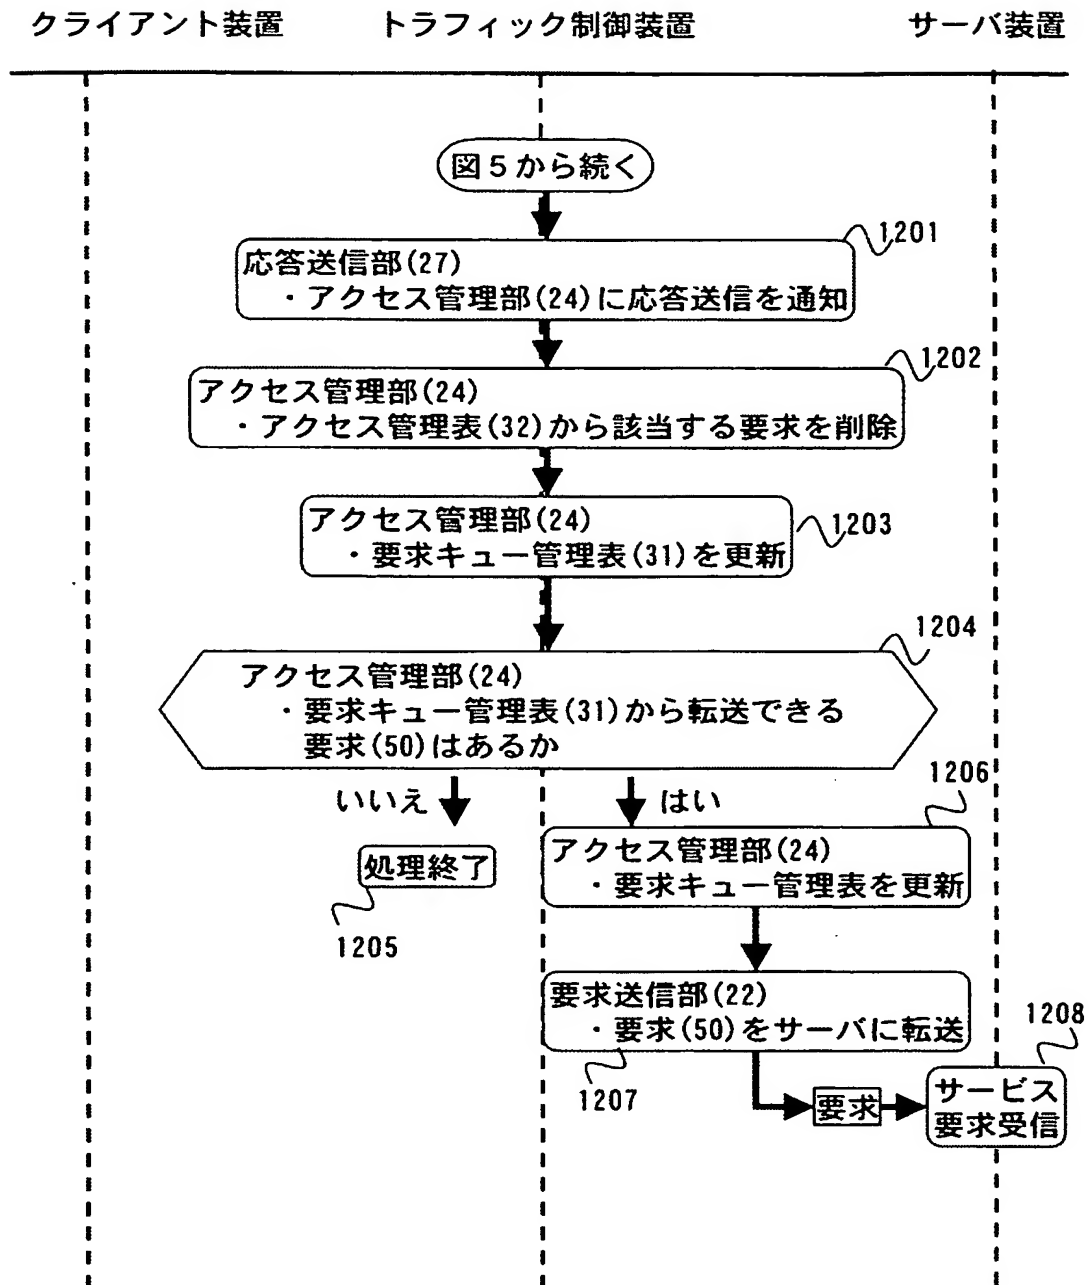 クライアント装置
トラフィック制御装置
サーバ装置
図5から続く
1201
応答送信部(27)
・アクセス管理部(24)に応答送信を通知
1202
アクセス管理部(24)
・アクセス管理表(32)から該当する要求を削除
アクセス管理部(24)
・要求キュー管理表(31)を更新
1203
1204
アクセス管理部(24)
・要求キュー管理表(31)から転送できる
要求(50)はあるか
いいえ
はい
1206
処理終了
1205
アクセス管理部(24)
・要求キュー管理表を更新
要求送信部(22)
・要求(50)をサーバに転送
1207
1208
要求
サービス
要求受信